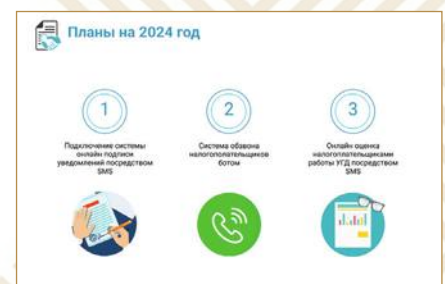 Планы на 2024 год
1
Подключение системы
онлайн подписи
уведомлений посредством
SMS
2
Система обзвона
налогоплательщиков
ботом
3
Онлайн оценка
налогоплательщиками
работы УГД посредством
SMS